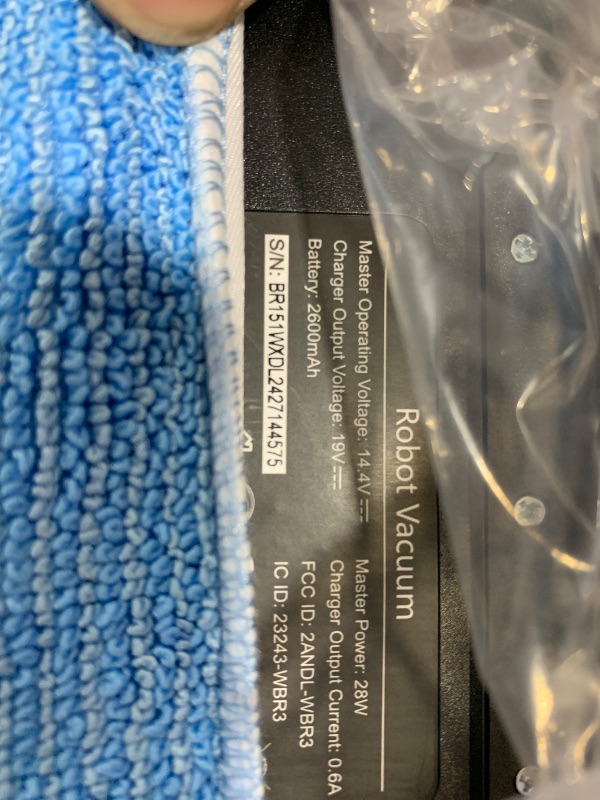 Robot Vacuum
Master Operating Voltage: 14.4V⎓ Master Power: 28W
Charger Output Voltage: 19V⎓ Charger Output Current: 0.6A
Battery: 2600mAh FCC ID: 2ANDL-WBR3
S/N: BR151WXDL2427144575 IC ID: 23243-WBR3